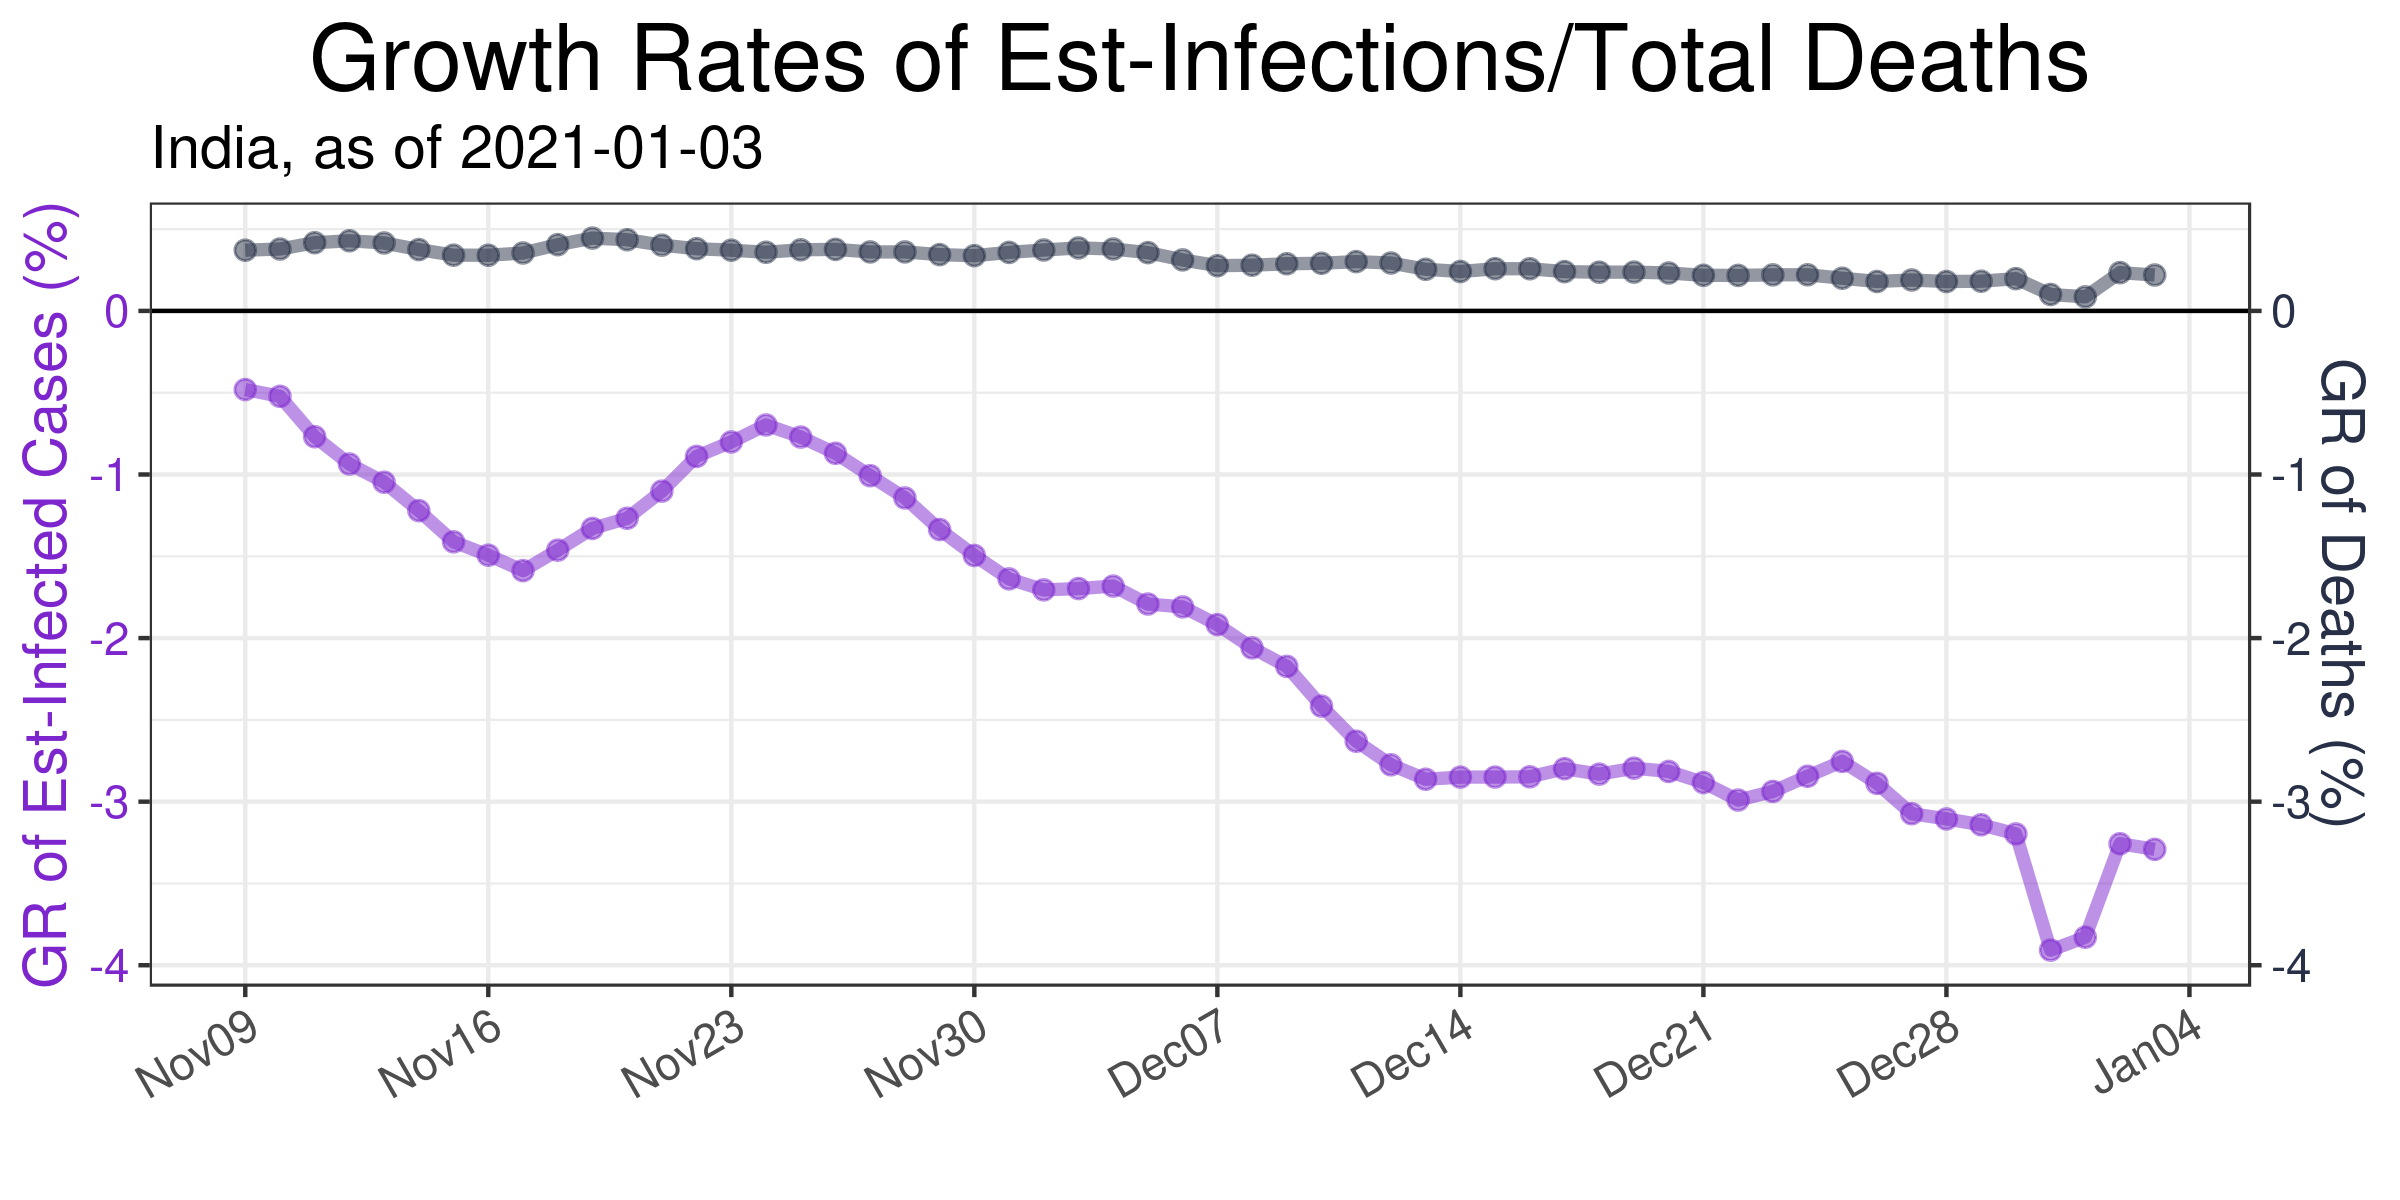 Growth Rates of Est-Infections/Total Deaths
India, as of 2021-01-03
GR of Est-Infected Cases (%)
0
-1
-2
-3
-4
0
-1
-2
-3
-4
GR of Deaths (%)
Nov09
Nov16
Nov23
Nov30
Dec07
Dec14
Dec21
Dec28
Jan04